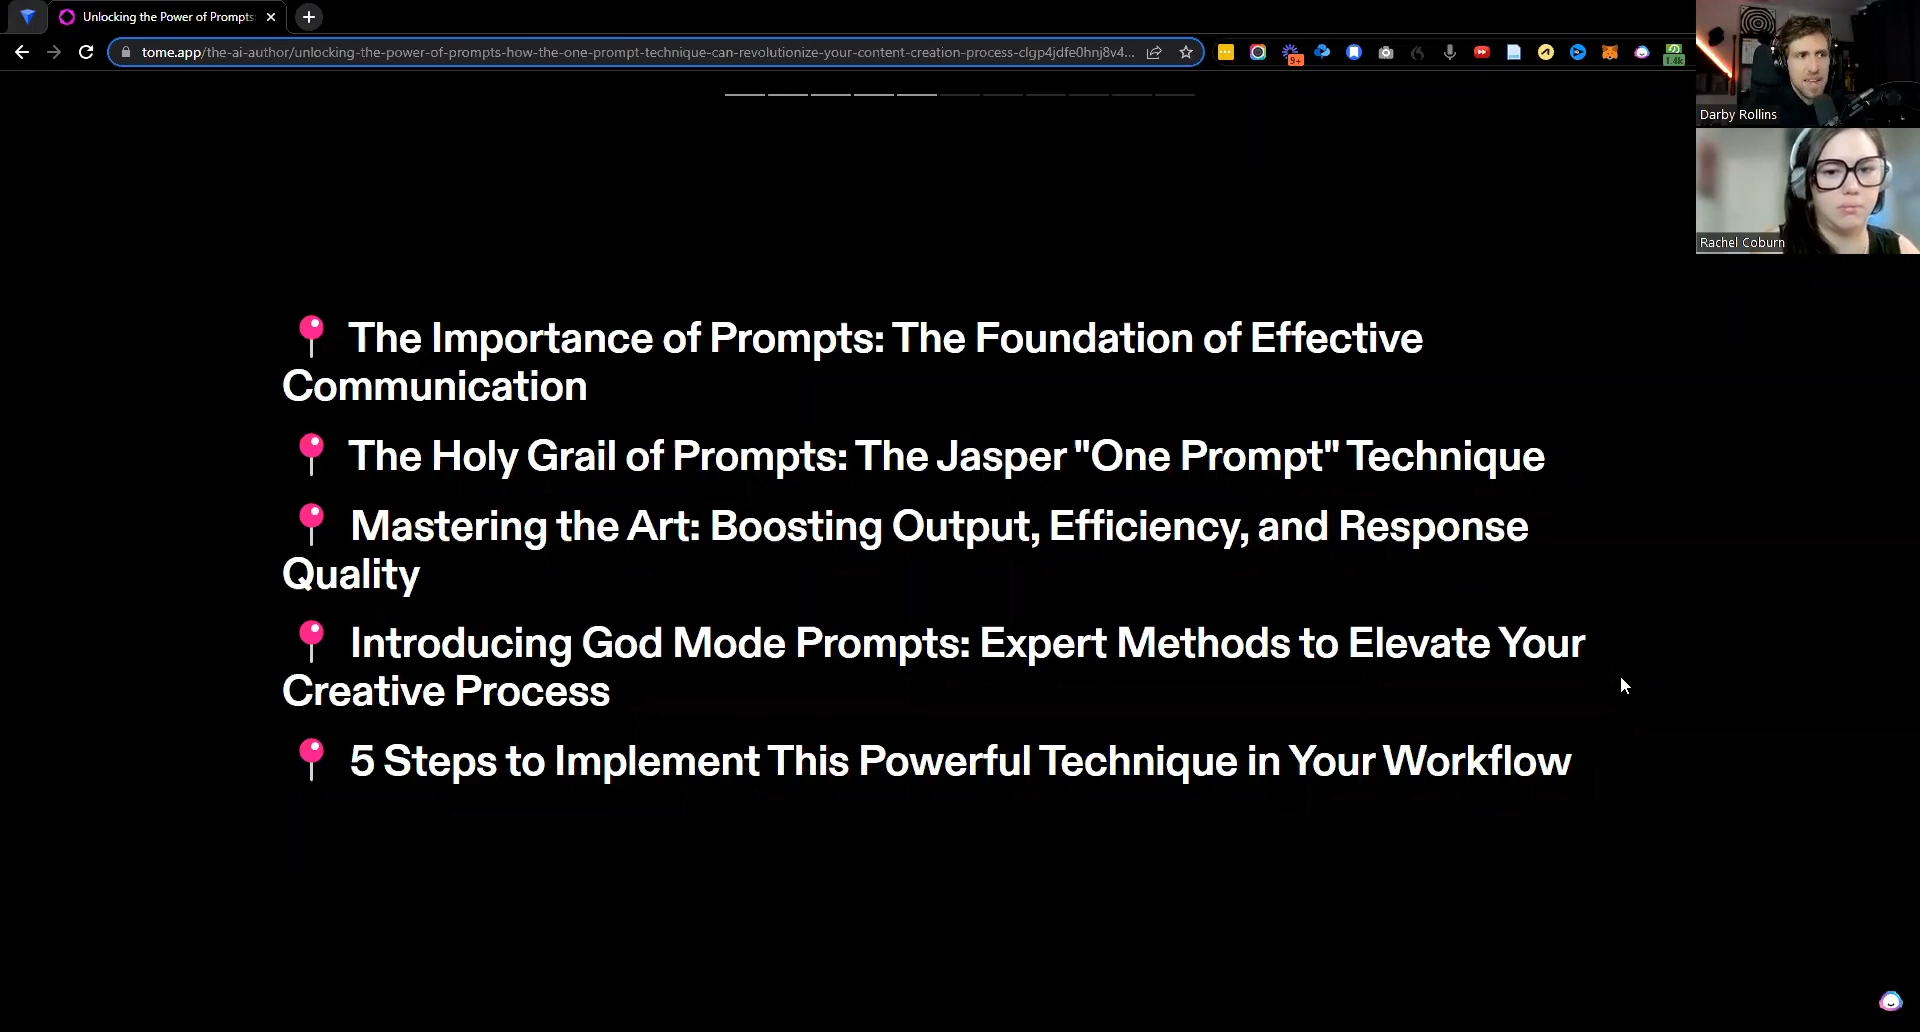 Unlocking the Power of Prompts:
tome.app/the-ai-author/unlocking-the-power-of-prompts-how-the-one-prompt-technique-can-revolutionize-your-content-creation-process-clgp4jdfe0hnj8v4...
9+
1.4k
Darby Rollins
Rachel Coburn
The Importance of Prompts: The Foundation of Effective
Communication
The Holy Grail of Prompts: The Jasper "One Prompt" Technique
Mastering the Art: Boosting Output, Efficiency, and Response
Quality
Introducing God Mode Prompts: Expert Methods to Elevate Your
Creative Process
5 Steps to Implement This Powerful Technique in Your Workflow